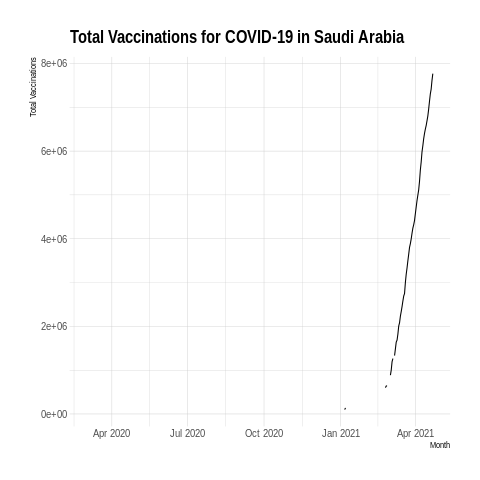 Total Vaccinations for COVID-19 in Saudi Arabia
Total Vaccinations
8e+06
6e+06
4e+06
2e+06
0e+00
Apr 2020 Jul 2020 Oct 2020 Jan 2021 Apr 2021
Month